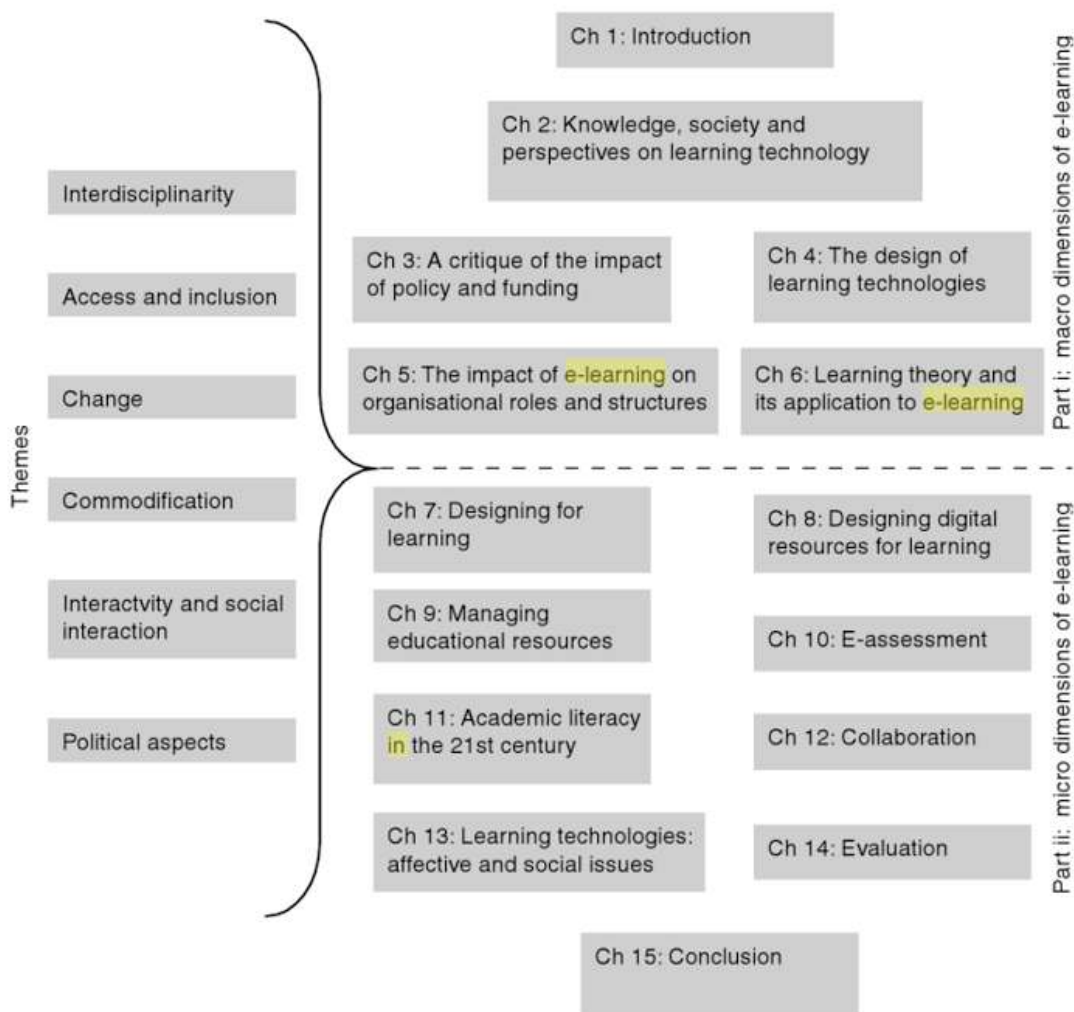 Themes
Interdisciplinarity
Access and inclusion
Change
Commodification
Interactvity and social
interaction
Political aspects
Ch 1: Introduction
Ch 2: Knowledge, society and
perspectives on learning technology
Ch 3: A critique of the impact
of policy and funding
Ch 4: The design of
learning technologies
Ch 5: The impact of e-learning on
organisational roles and structures
Ch 6: Learning theory and
its application to e-learning
Part i: macro dimensions of e-learning
Ch 7: Designing for
learning
Ch 8: Designing digital
resources for learning
Ch 9: Managing
educational resources
Ch 10: E-assessment
Ch 11: Academic literacy
in the 21st century
Ch 12: Collaboration
Ch 13: Learning technologies:
affective and social issues
Ch 14: Evaluation
Part ii: micro dimensions of e-learning
Ch 15: Conclusion